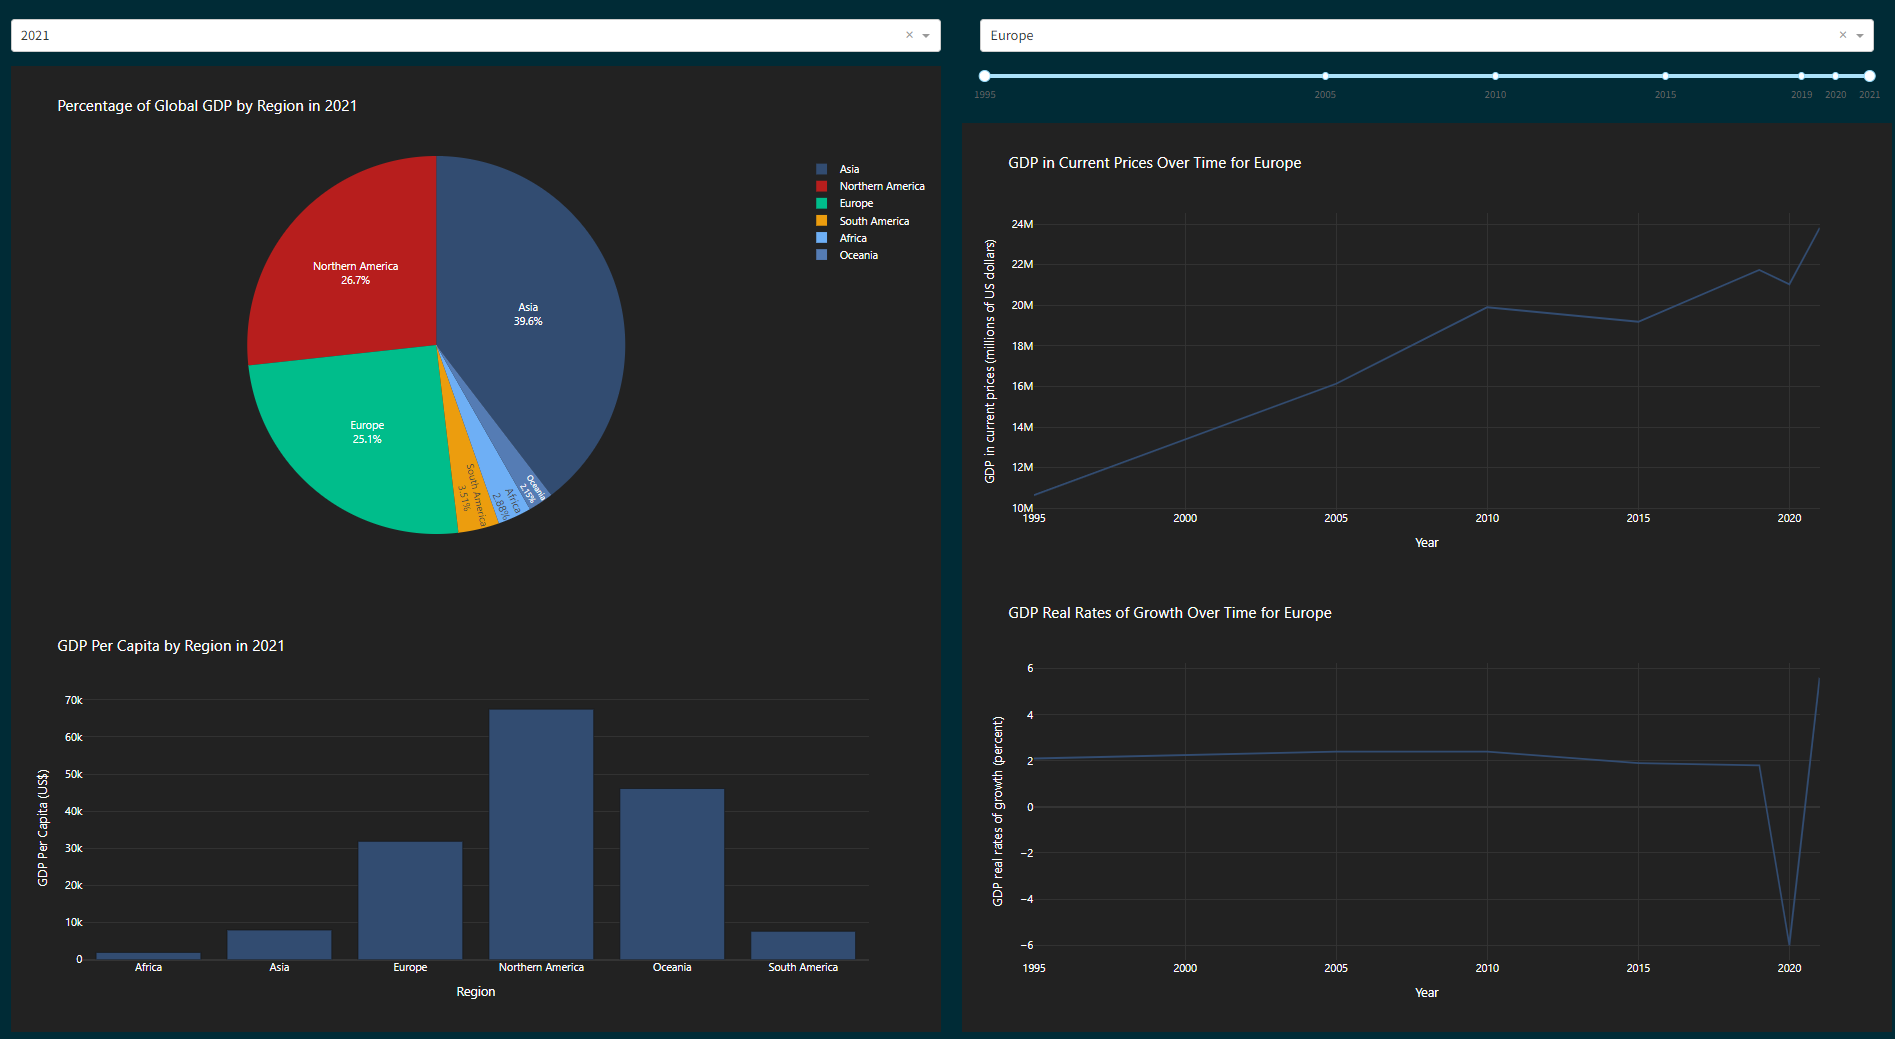 2021
Europe
1995
2005
2010
2015
2019
2020
2021
Percentage of Global GDP by Region in 2021
Asia
Northern America
Europe
South America
Africa
Oceania
Northern America
26.7%
Asia
39.6%
Europe
25.1%
South America
3.51%
Africa
2.88%
Oceania
2.15%
GDP Per Capita by Region in 2021
GDP Per Capita (US$)
70k
60k
50k
40k
30k
20k
10k
0
Africa
Asia
Europe
Northern America
Oceania
South America
Region
GDP in Current Prices Over Time for Europe
GDP in current prices (millions of US dollars)
24M
22M
20M
18M
16M
14M
12M
10M
1995
2000
2005
2010
2015
2020
Year
GDP Real Rates of Growth Over Time for Europe
GDP real rates of growth (percent)
6
4
2
0
−2
−4
−6
1995
2000
2005
2010
2015
2020
Year